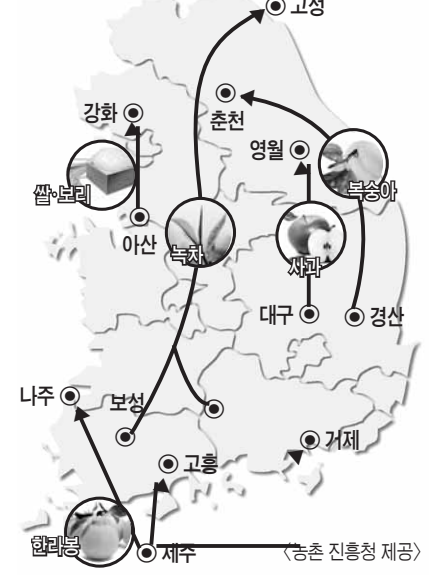 고성
강화
춘천
영월
쌀·보리
복숭아
아산
녹차
사과
대구
경산
나주
보성
거제
고흥
한라봉
제주
〈농촌 진흥청 제공〉